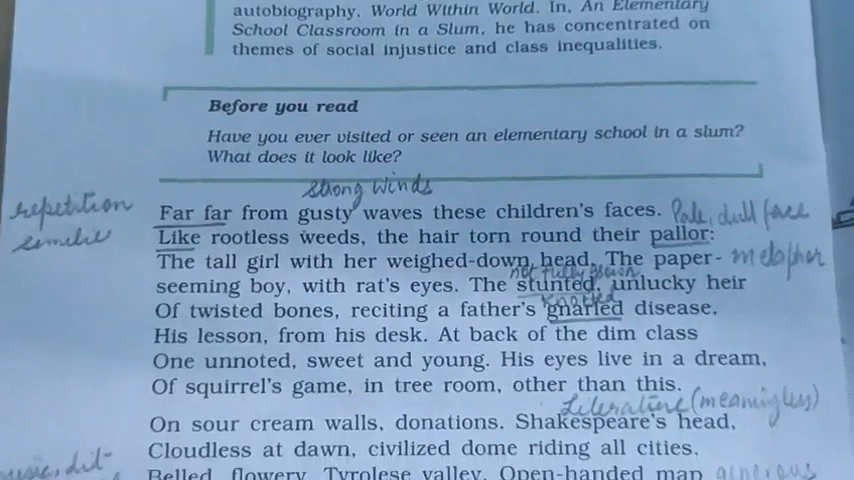 autobiography, World Within World. In, An Elementary
School Classroom in a Slum, he has concentrated on
themes of social injustice and class inequalities.
Before you read
Have you ever visited or seen an elementary school in a slum?
What does it look like?
strong winds
repetition
Far far from gusty waves these children's faces. Pale, dull face
similie
Like rootless weeds, the hair torn round their pallor:
The tall girl with her weighed-down head. The paper- metaphor
not fully grown
seeming boy, with rat's eyes. The stunted, unlucky heir
knotted
Of twisted bones, reciting a father's gnarled disease,
His lesson, from his desk. At back of the dim class
One unnoted, sweet and young. His eyes live in a dream,
Of squirrel's game, in tree room, other than this.
Literature (meaningless)
On sour cream walls, donations. Shakespeare's head,
Cloudless at dawn, civilized dome riding all cities.
Belled, flowery, Tyrolese valley. Open-handed map generous